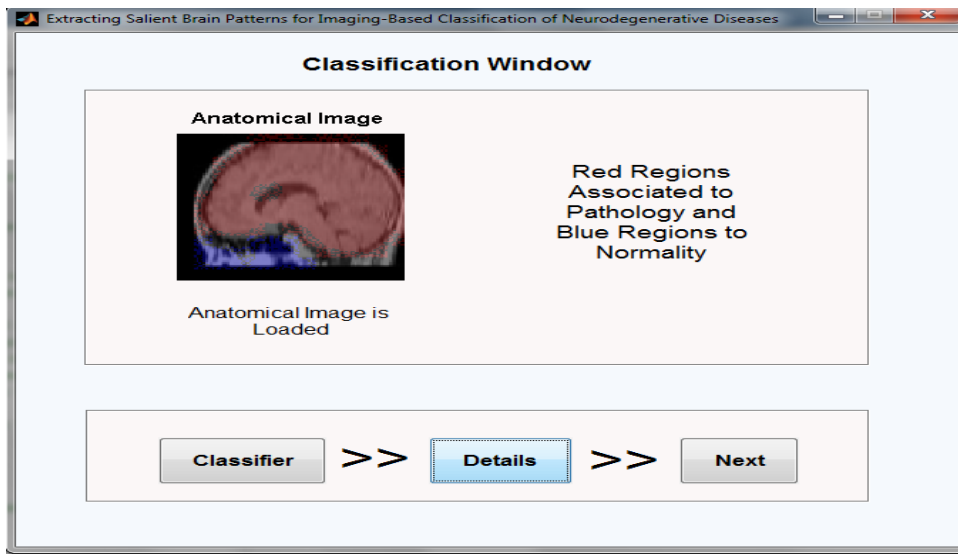 Extracting Salient Brain Patterns for Imaging-Based Classification of Neurodegenerative Diseases
Classification Window
Anatomical Image
Red Regions
Associated to
Pathology and
Blue Regions to
Normality
Anatomical Image is
Loaded
Classifier >> Details >> Next